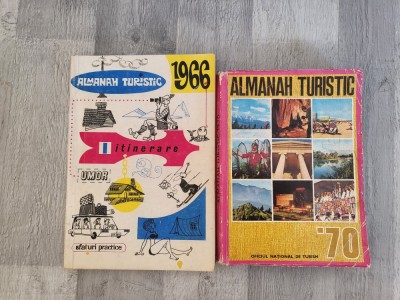 ALMANAH TURISTIC
1966
itinerare
UMOR
sfaturi practice
ALMANAH TURISTIC
'70
OFICIUL NAȚIONAL DE TURISM